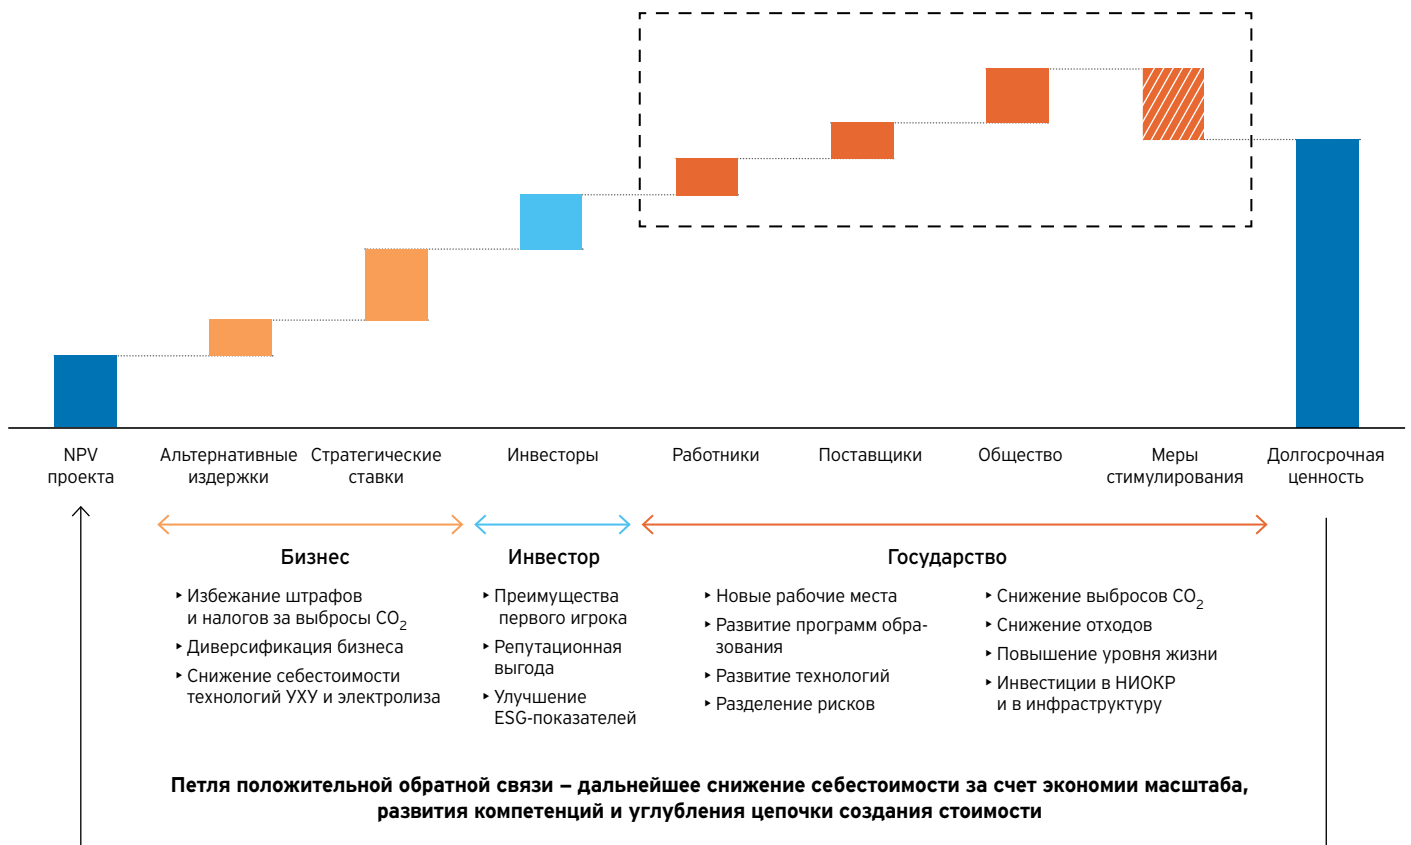 NPV
проекта
Альтернативные
издержки
Стратегические
ставки
Инвесторы
Работники
Поставщики
Общество
Меры
стимулирования
Долгосрочная
ценность
Бизнес
‣ Избежание штрафов
и налогов за выбросы CO₂
‣ Диверсификация бизнеса
‣ Снижение себестоимости
технологий УХУ и электролиза
Инвестор
‣ Преимущества
первого игрока
‣ Репутационная
выгода
‣ Улучшение
ESG-показателей
Государство
‣ Новые рабочие места
‣ Развитие программ обра-
зования
‣ Развитие технологий
‣ Разделение рисков
‣ Снижение выбросов CO₂
‣ Снижение отходов
‣ Повышение уровня жизни
‣ Инвестиции в НИОКР
и в инфраструктуру
Петля положительной обратной связи – дальнейшее снижение себестоимости за счет экономии масштаба,
развития компетенций и углубления цепочки создания стоимости